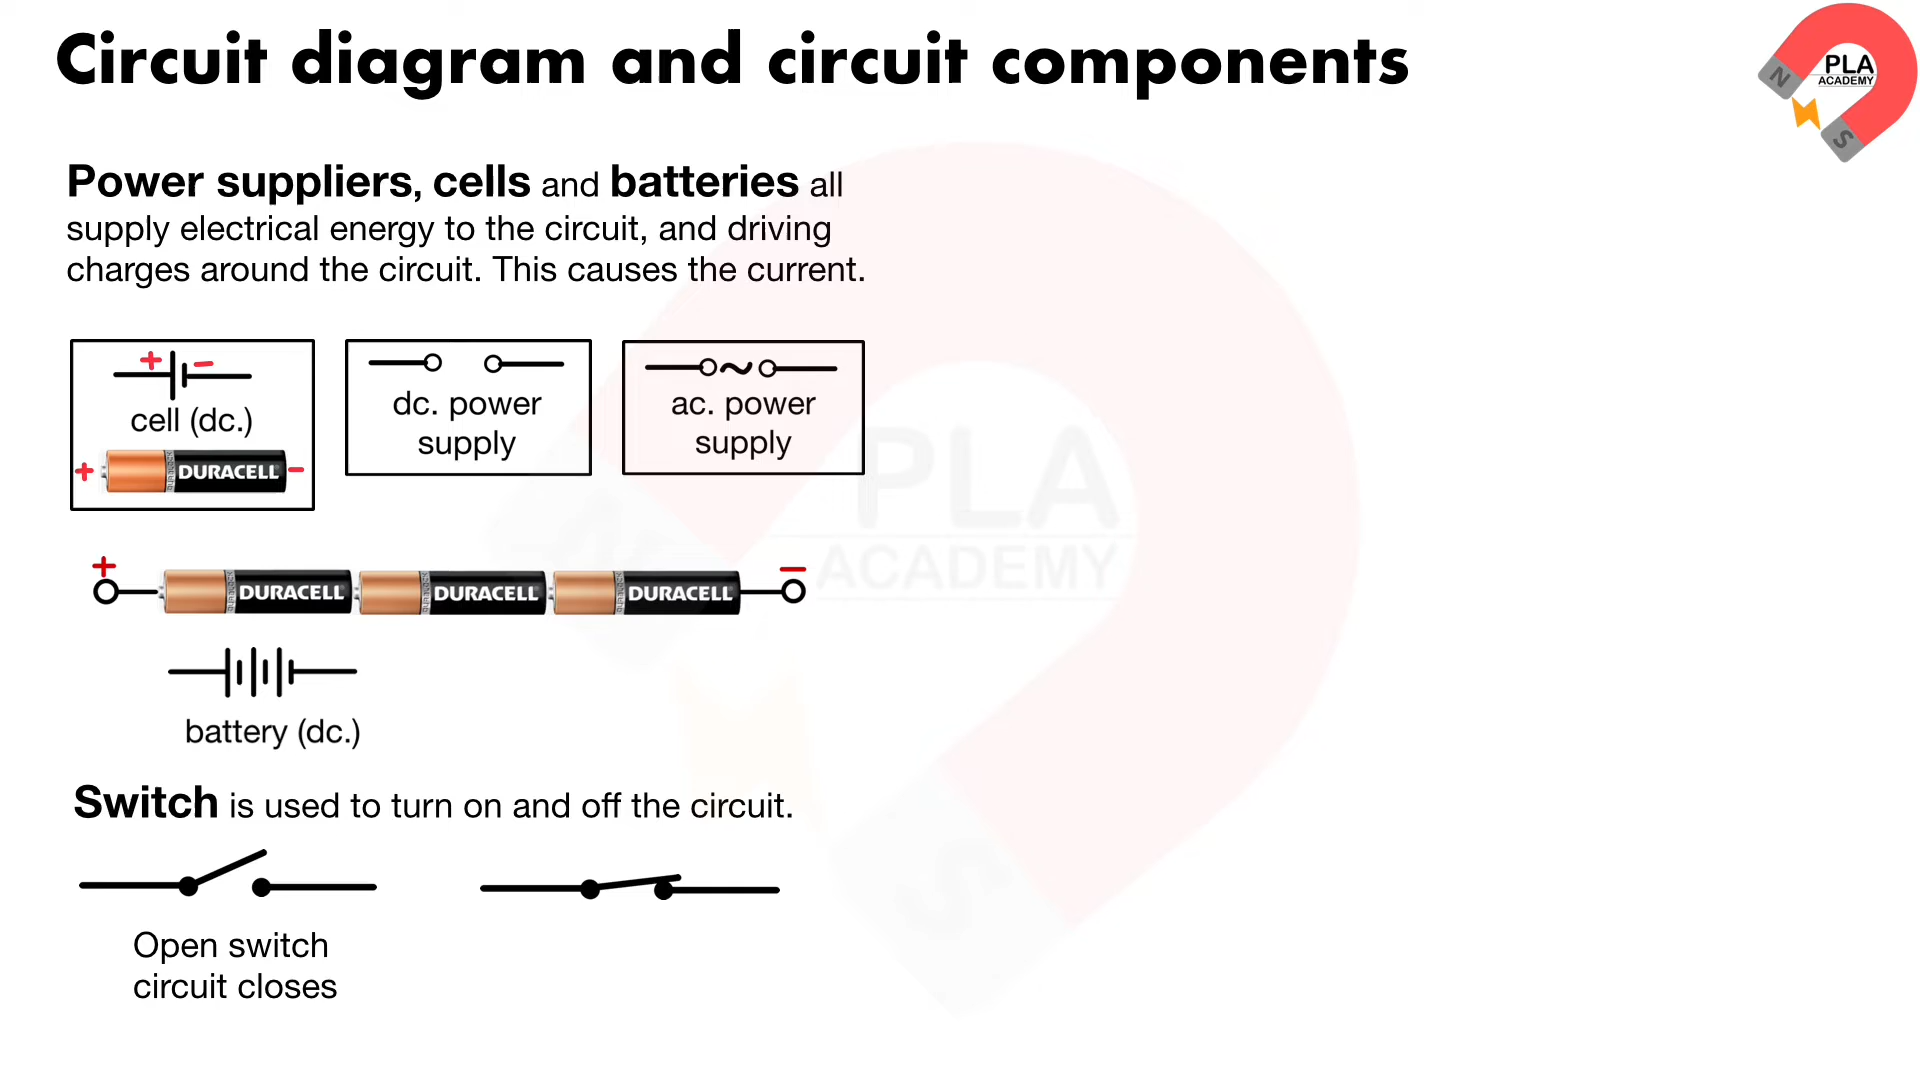 Circuit diagram and circuit components
PLA
ACADEMY
N
S
Power suppliers, cells and batteries all
supply electrical energy to the circuit, and driving
charges around the circuit. This causes the current.
+ −
cell (dc.)
+ DURACELL −
dc. power
supply
ac. power
supply
PLA
ACADEMY
N
S
+ −
DURACELL DURACELL DURACELL
battery (dc.)
Switch is used to turn on and off the circuit.
Open switch
circuit closes